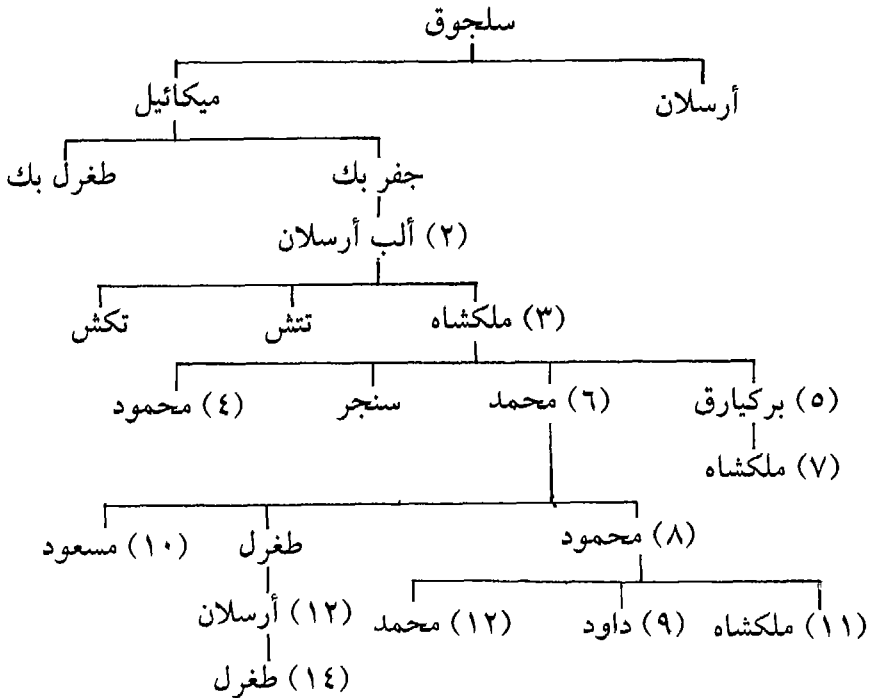 سلجوق
أرسلان ميكائيل
جفر بك طغرل بك
(٢) ألب أرسلان
(٣) ملكشاه تتش تكش
(٥) بركيارق (٦) محمد سنجر (٤) محمود
(٧) ملكشاه
(٨) محمود طغرل (١٠) مسعود
(١١) ملكشاه (٩) داود (١٢) محمد (١٢) أرسلان
(١٤) طغرل